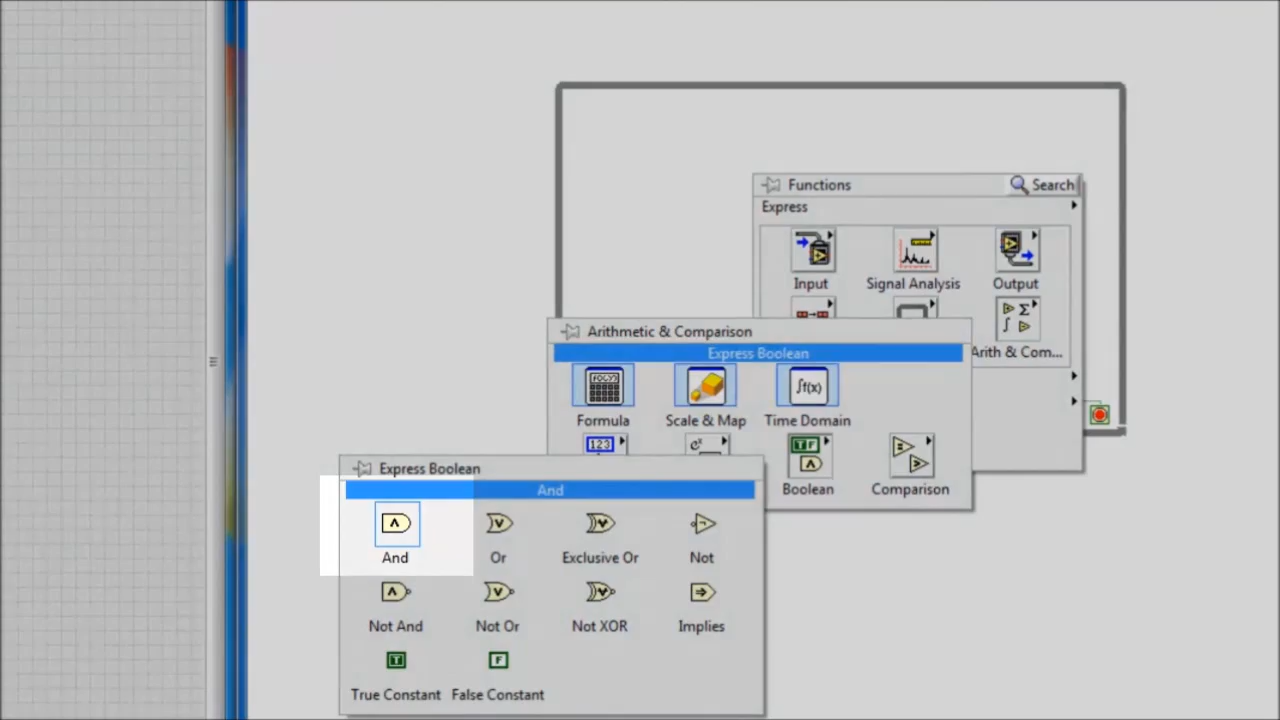 Functions
Search
Express
Input
Signal Analysis
Output
Arithmetic & Comparison
Express Boolean
Arith & Com...
Formula
Scale & Map
Time Domain
Boolean
Comparison
Express Boolean
And
And
Or
Exclusive Or
Not
Not And
Not Or
Not XOR
Implies
True Constant
False Constant